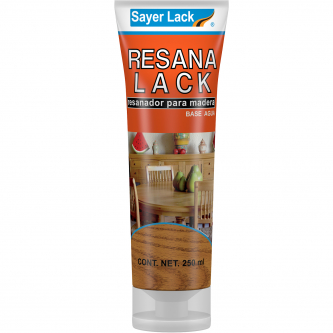 Sayer Lack
RESANA
LACK
resanador para madera
BASE AGUA
CONT. NET. 250 ml